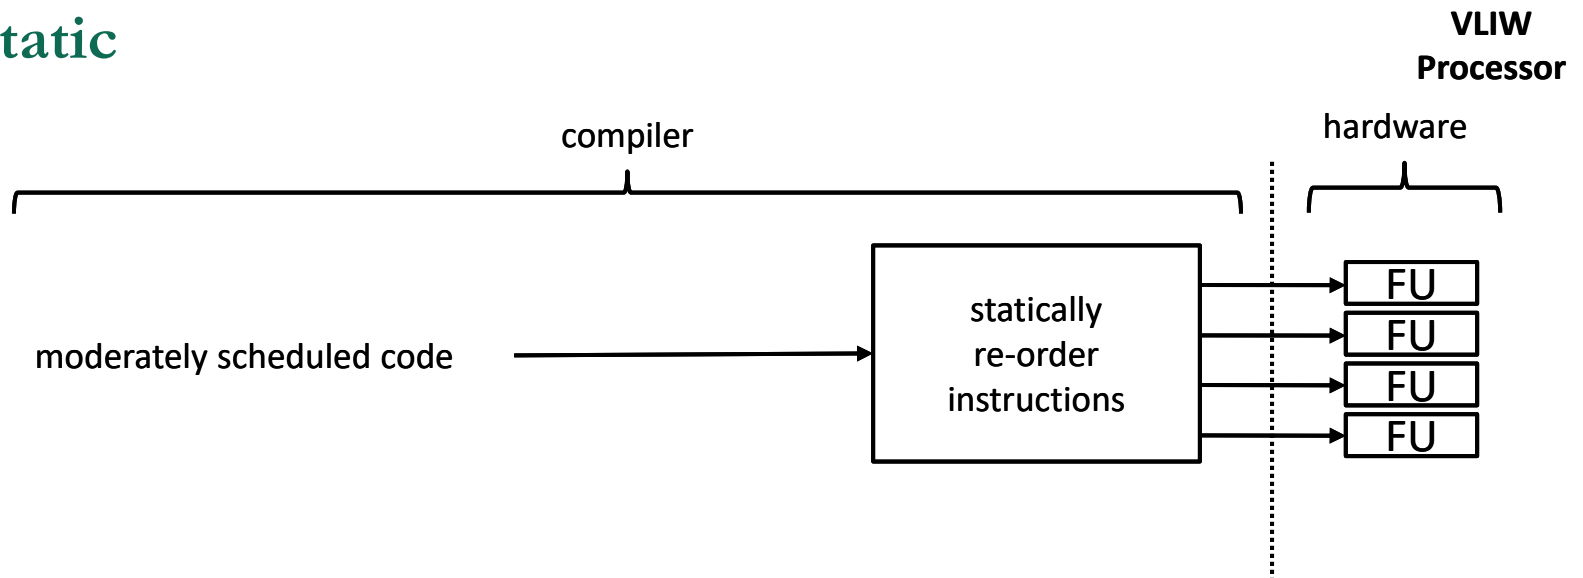 tatic
VLIW
Processor
compiler
hardware
moderately scheduled code
statically
re-order
instructions
FU
FU
FU
FU